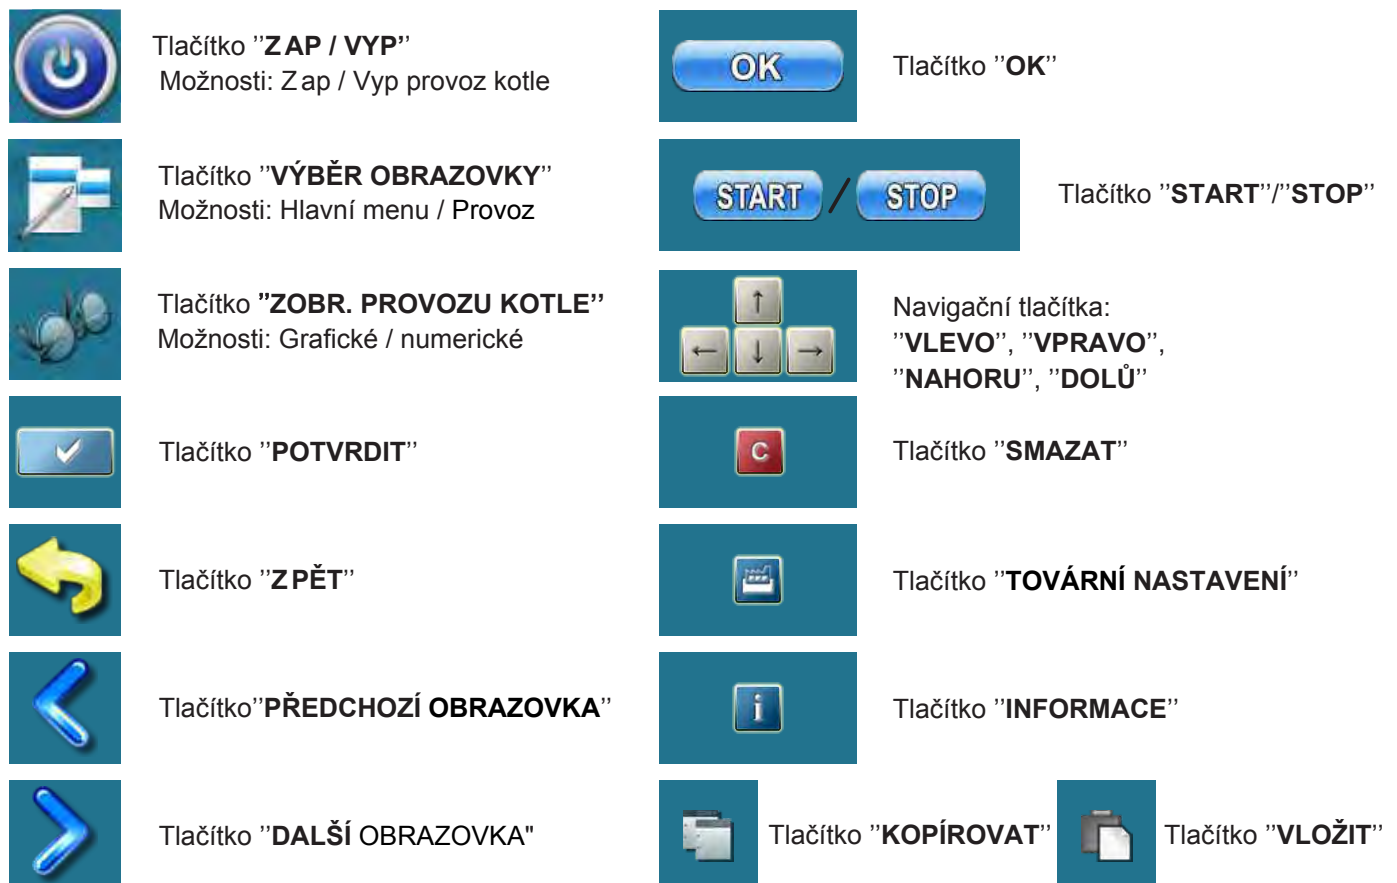 Tlačítko ''ZAP / VYP''
Možnosti: Zap / Vyp provoz kotle
Tlačítko ''VÝBĚR OBRAZOVKY''
Možnosti: Hlavní menu / Provoz
Tlačítko "ZOBR. PROVOZU KOTLE''
Možnosti: Grafické / numerické
Tlačítko ''POTVRDIT''
Tlačítko ''ZPĚT''
Tlačítko''PŘEDCHOZÍ OBRAZOVKA''
Tlačítko ''DALŠÍ OBRAZOVKA"
OK
Tlačítko ''OK''
START / STOP
Tlačítko ''START''/''STOP''
↑
← ↓ →
Navigační tlačítka:
''VLEVO'', ''VPRAVO'',
''NAHORU'', ''DOLŮ''
C
Tlačítko ''SMAZAT''
Tlačítko ''TOVÁRNÍ NASTAVENÍ''
i
Tlačítko ''INFORMACE''
Tlačítko ''KOPÍROVAT''
Tlačítko ''VLOŽIT''